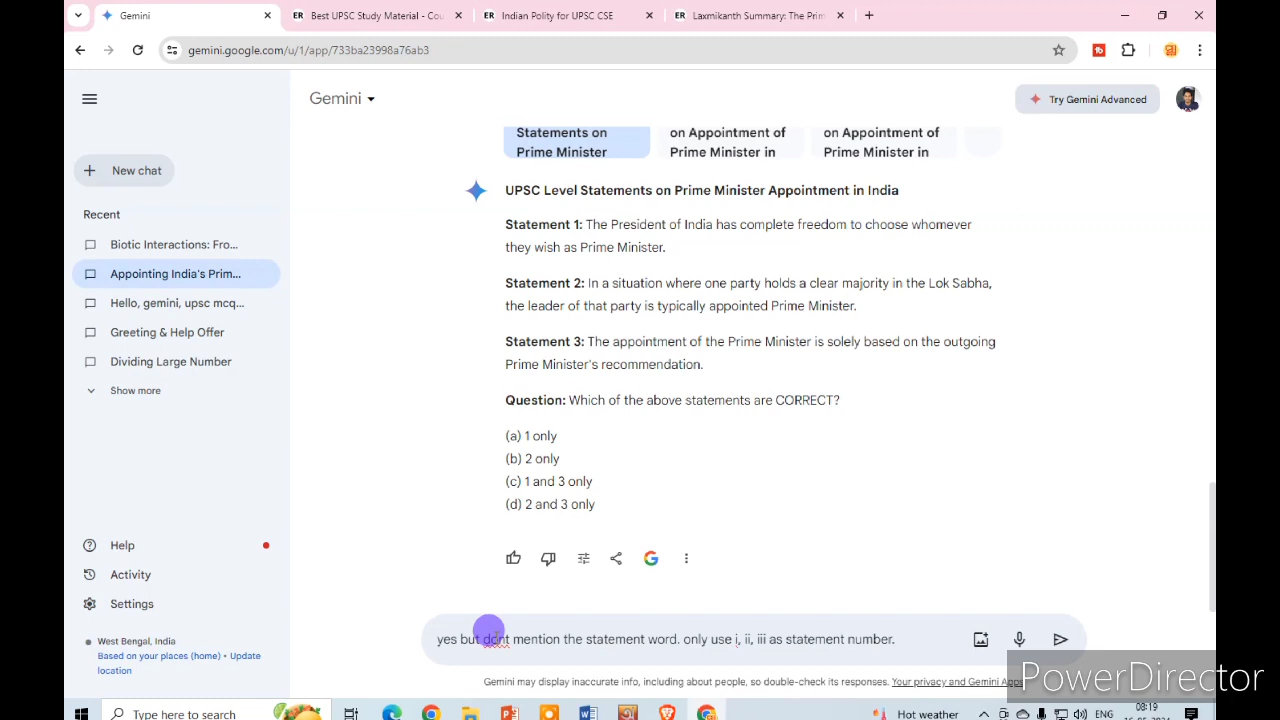 Gemini
Best UPSC Study Material - Cou
Indian Polity for UPSC CSE
Laxmikanth Summary: The Prim
gemini.google.com/u/1/app/733ba23998a76ab3
Gemini
Try Gemini Advanced
New chat
Recent
Biotic Interactions: Fro...
Appointing India's Prim...
Hello, gemini, upsc mcq...
Greeting & Help Offer
Dividing Large Number
Show more
Help
Activity
Settings
West Bengal, India
Based on your places (home) • Update
location
Statements on
Prime Minister
on Appointment of
Prime Minister in
on Appointment of
Prime Minister in
UPSC Level Statements on Prime Minister Appointment in India
Statement 1: The President of India has complete freedom to choose whomever
they wish as Prime Minister.
Statement 2: In a situation where one party holds a clear majority in the Lok Sabha,
the leader of that party is typically appointed Prime Minister.
Statement 3: The appointment of the Prime Minister is solely based on the outgoing
Prime Minister's recommendation.
Question: Which of the above statements are CORRECT?
(a) 1 only
(b) 2 only
(c) 1 and 3 only
(d) 2 and 3 only
yes but dont mention the statement word. only use i, ii, iii as statement number.
Gemini may display inaccurate info, including about people, so double-check its responses. Your privacy and Gemini Apps
PowerDirector
Type here to search
Hot weather
ENG
08:19